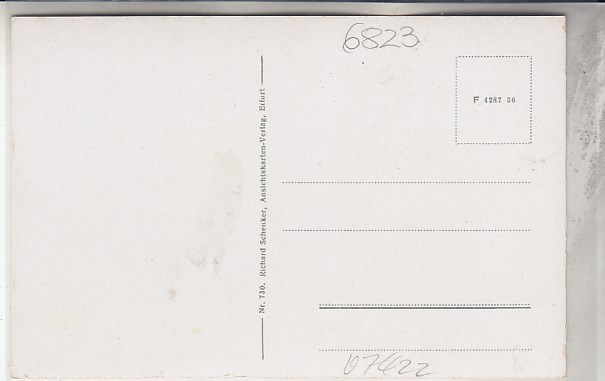 6823
F 4287 36
Nr. 730, Richard Schenker, Ansichtskarten-Verlag, Erfurt
07422